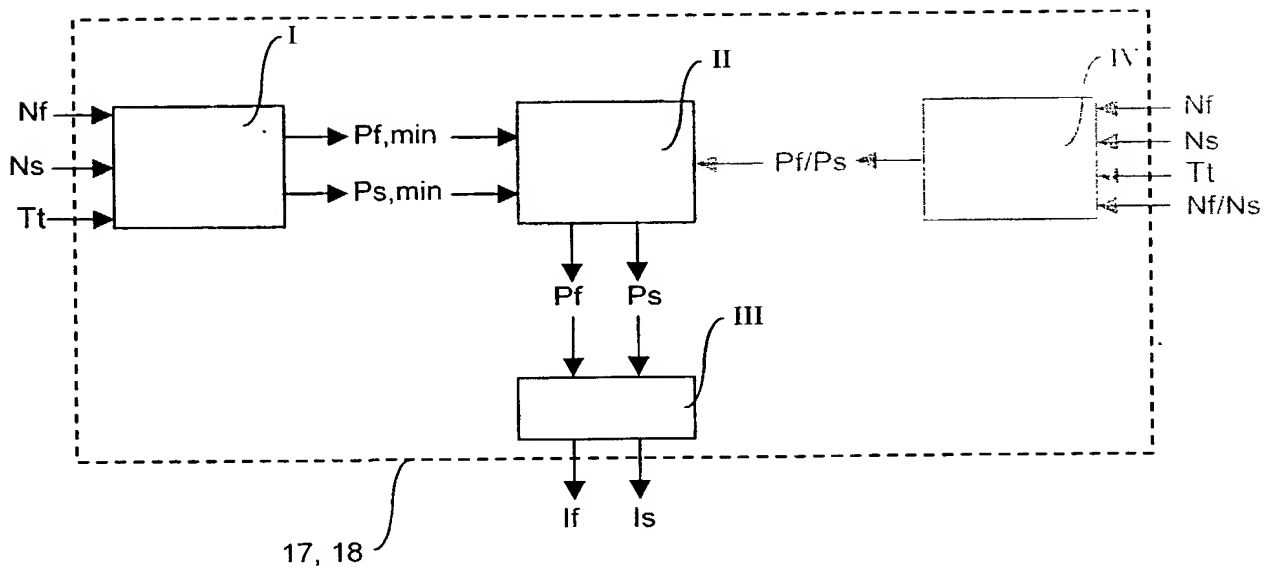 I
II
IV
Nf
Ns
Tt
Pf,min
Ps,min
Pf/Ps
Nf
Ns
Tt
Nf/Ns
Pf
Ps
III
If
Is
17, 18